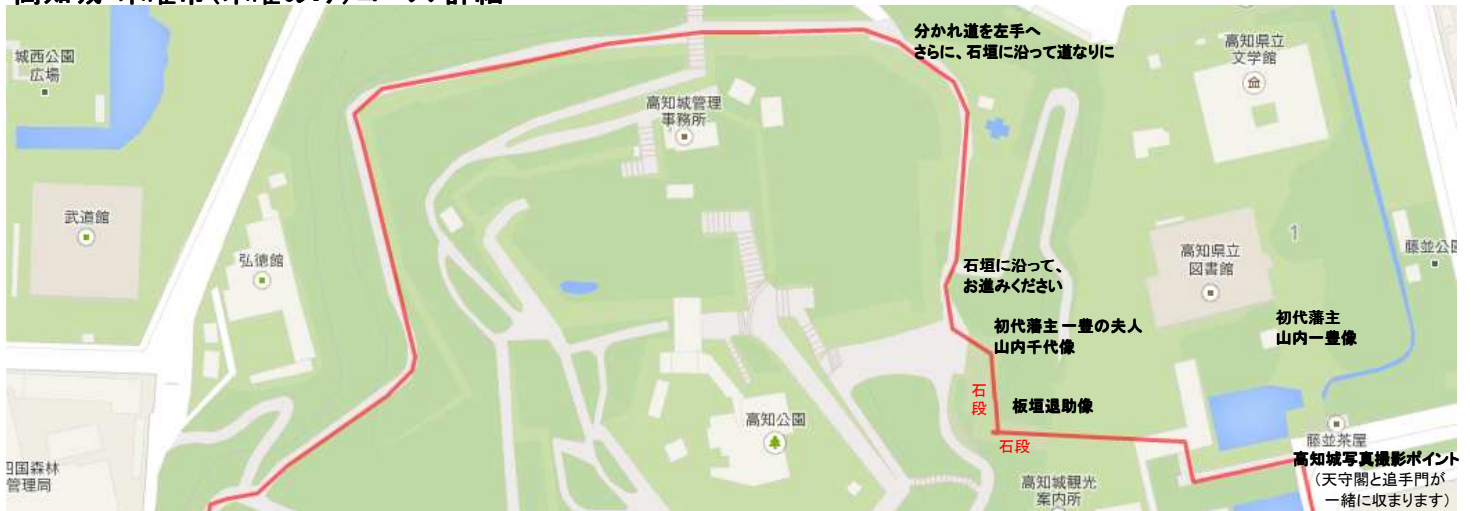 城西公園
広場
武道館
弘徳館
四国森林
管理局
高知城管理
事務所
高知公園
分かれ道を左手へ
さらに、石垣に沿って道なりに
高知県立
文学館
石垣に沿って、
お進みください
高知県立
図書館
1
藤並公園
初代藩主一豊の夫人
山内千代像
初代藩主
山内一豊像
石
段
板垣退助像
石段
高知城観光
案内所
藤並茶屋
高知城写真撮影ポイント
(天守閣と追手門が
一緒に収まります)